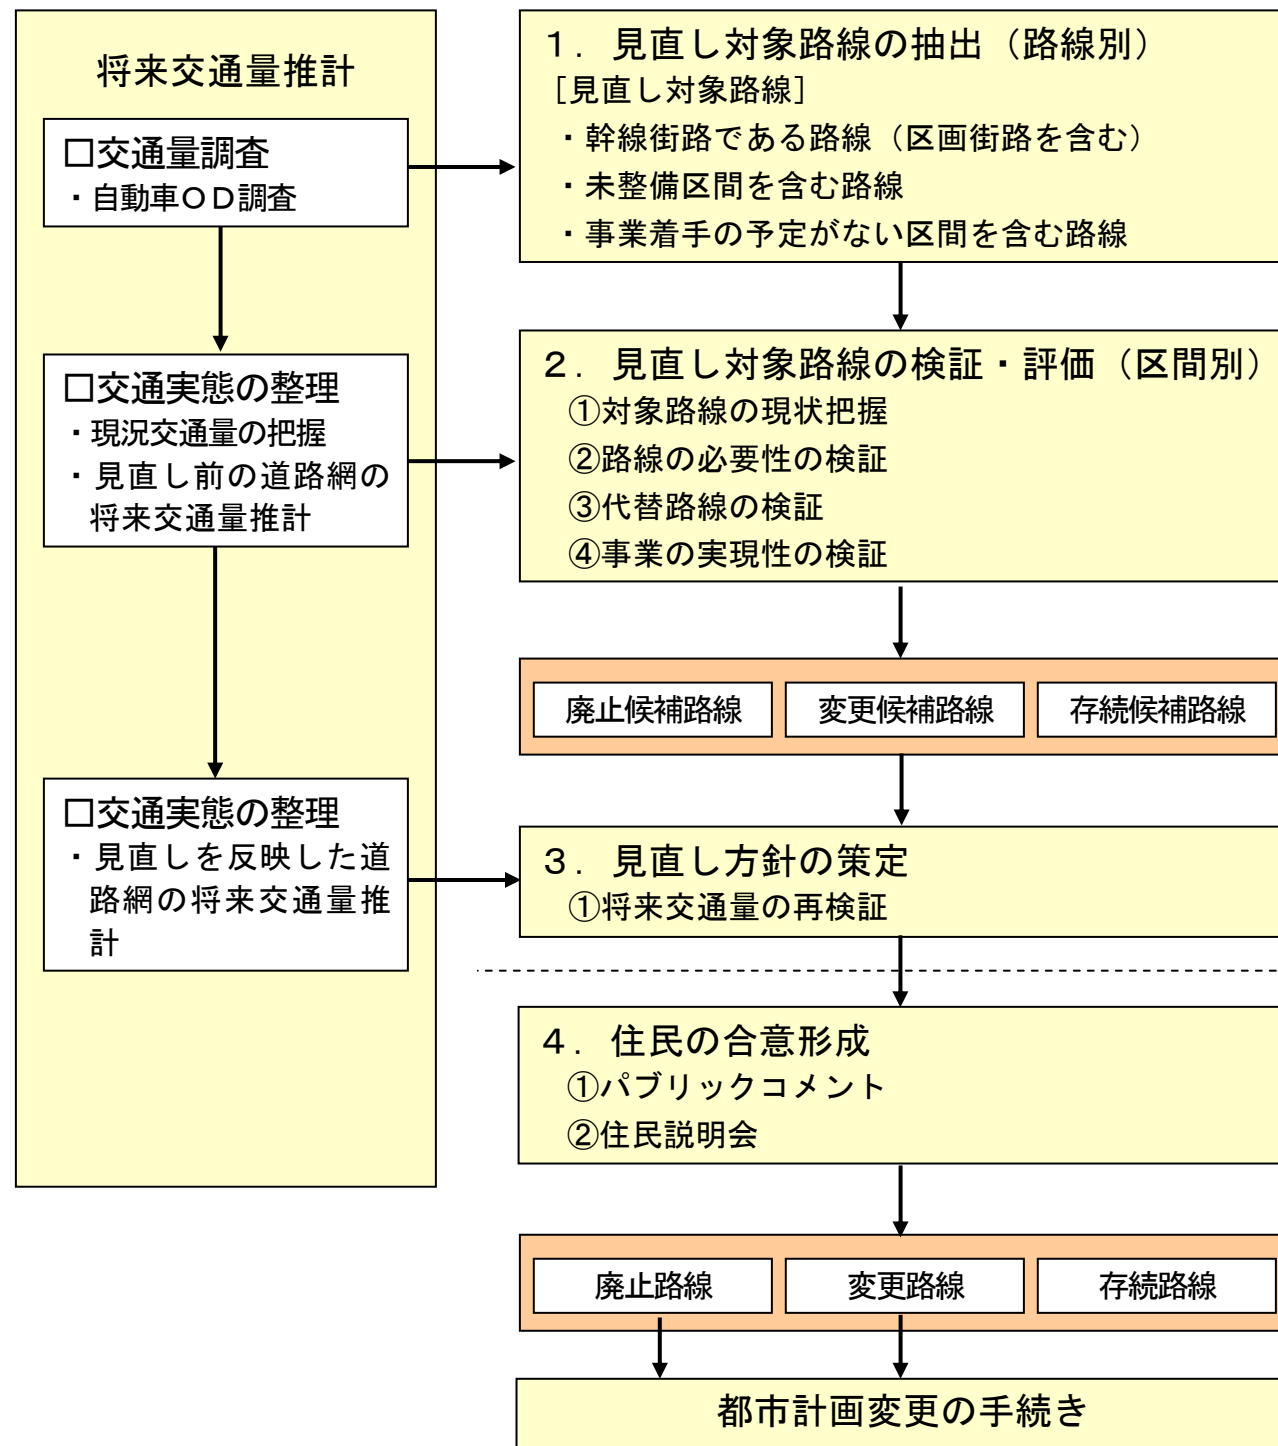 将来交通量推計
□交通量調査
・自動車ＯＤ調査
□交通実態の整理
・現況交通量の把握
・見直し前の道路網の
将来交通量推計
□交通実態の整理
・見直しを反映した道
路網の将来交通量推
計
１．見直し対象路線の抽出（路線別）
［見直し対象路線］
・幹線街路である路線（区画街路を含む）
・未整備区間を含む路線
・事業着手の予定がない区間を含む路線
２．見直し対象路線の検証・評価（区間別）
①対象路線の現状把握
②路線の必要性の検証
③代替路線の検証
④事業の実現性の検証
廃止候補路線　変更候補路線　存続候補路線
３．見直し方針の策定
①将来交通量の再検証
４．住民の合意形成
①パブリックコメント
②住民説明会
廃止路線　変更路線　存続路線
都市計画変更の手続き